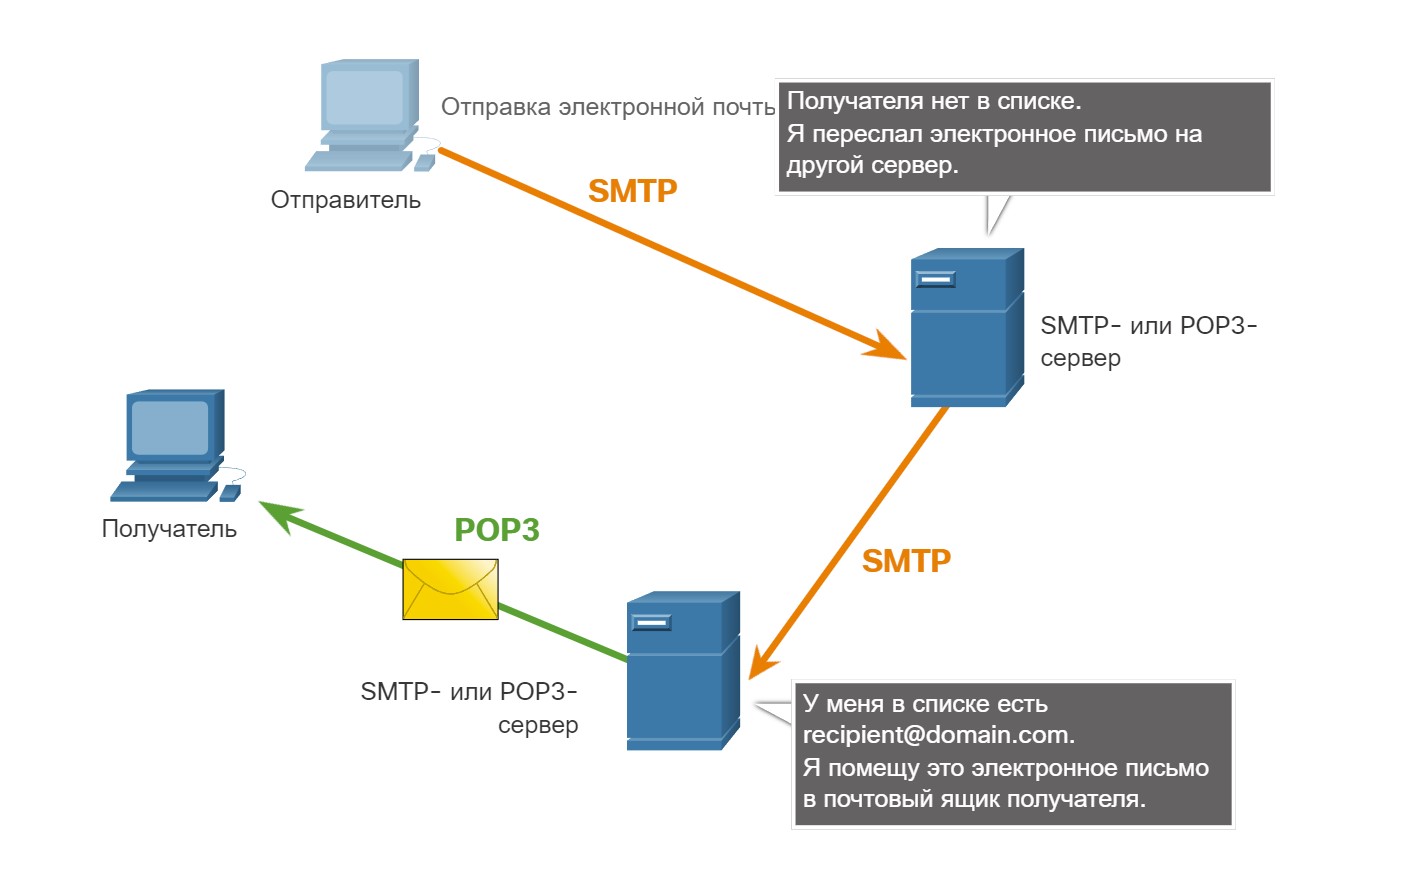 Отправка электронной почты
Получателя нет в списке.
Я переслал электронное письмо на
другой сервер.
SMTP
Отправитель
SMTP- или POP3-
сервер
Получатель
POP3
SMTP
SMTP- или POP3-
сервер
У меня в списке есть
recipient@domain.com.
Я помещу это электронное письмо
в почтовый ящик получателя.